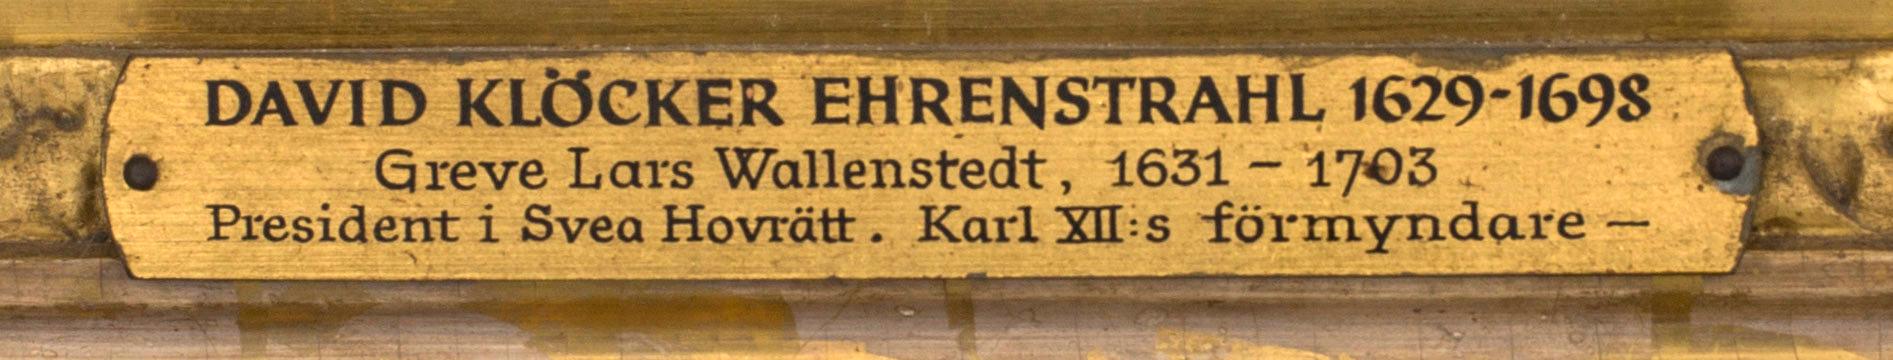 DAVID KLÖCKER EHRENSTRAHL 1629-1698
Greve Lars Wallenstedt, 1631 - 1703
President i Svea Hovrätt. Karl XII:s förmyndare -